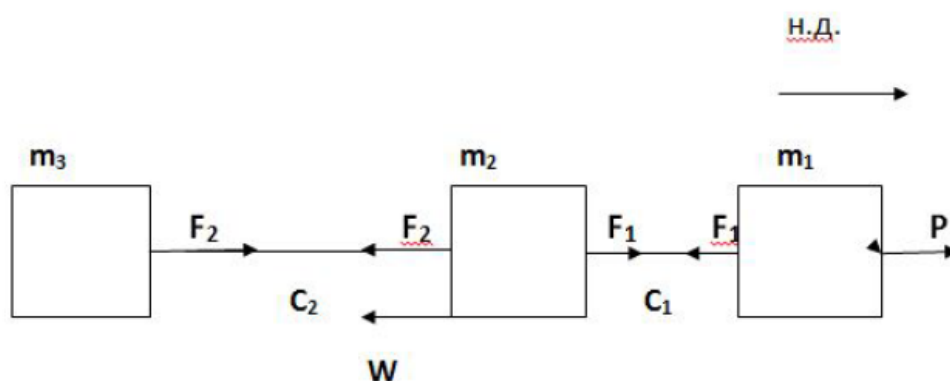 н.д.
m₃ m₂ m₁
F₂ F₂ F₁ F₁ P
C₂ C₁
W